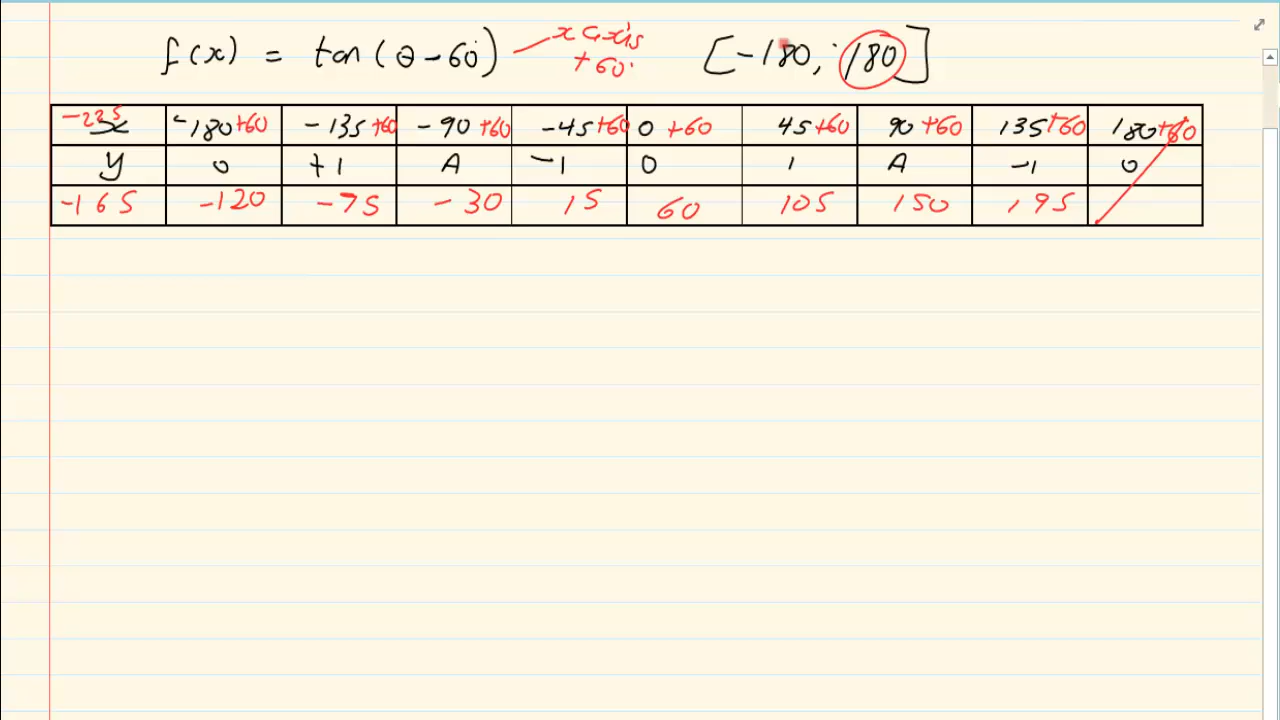 f(x) = tan(θ-60°) x axis +60° [-180; 180]
-225 x -180+60 -135+60 -90+60 -45+60 0+60 45+60 90+60 135+60 180+60
y 0 +1 A -1 0 1 A -1 0
-165 -120 -75 -30 15 60 105 150 195